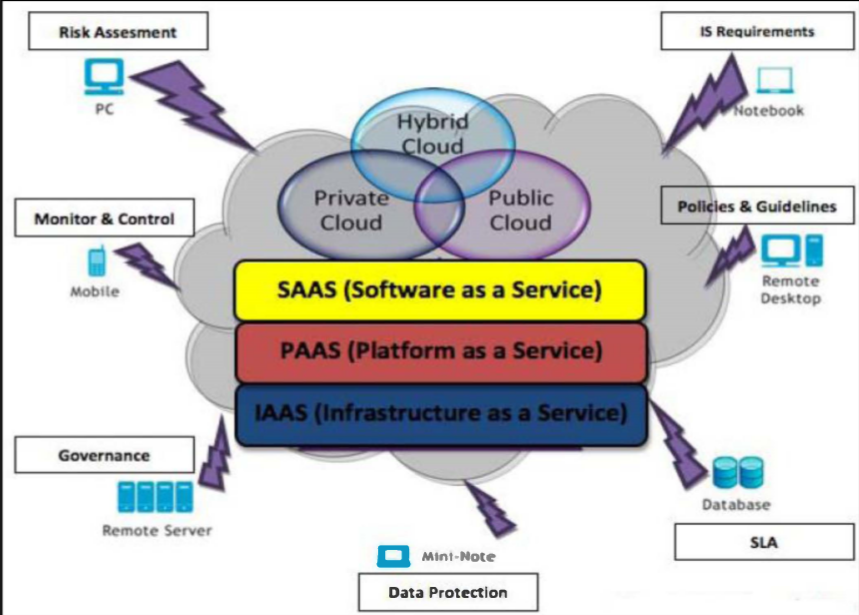 Risk Assesment
PC
IS Requirements
Notebook
Hybrid
Cloud
Private
Cloud
Public
Cloud
Monitor & Control
Mobile
Policies & Guidelines
Remote
Desktop
SAAS (Software as a Service)
PAAS (Platform as a Service)
IAAS (Infrastructure as a Service)
Governance
Remote Server
Database
SLA
Mini-Note
Data Protection